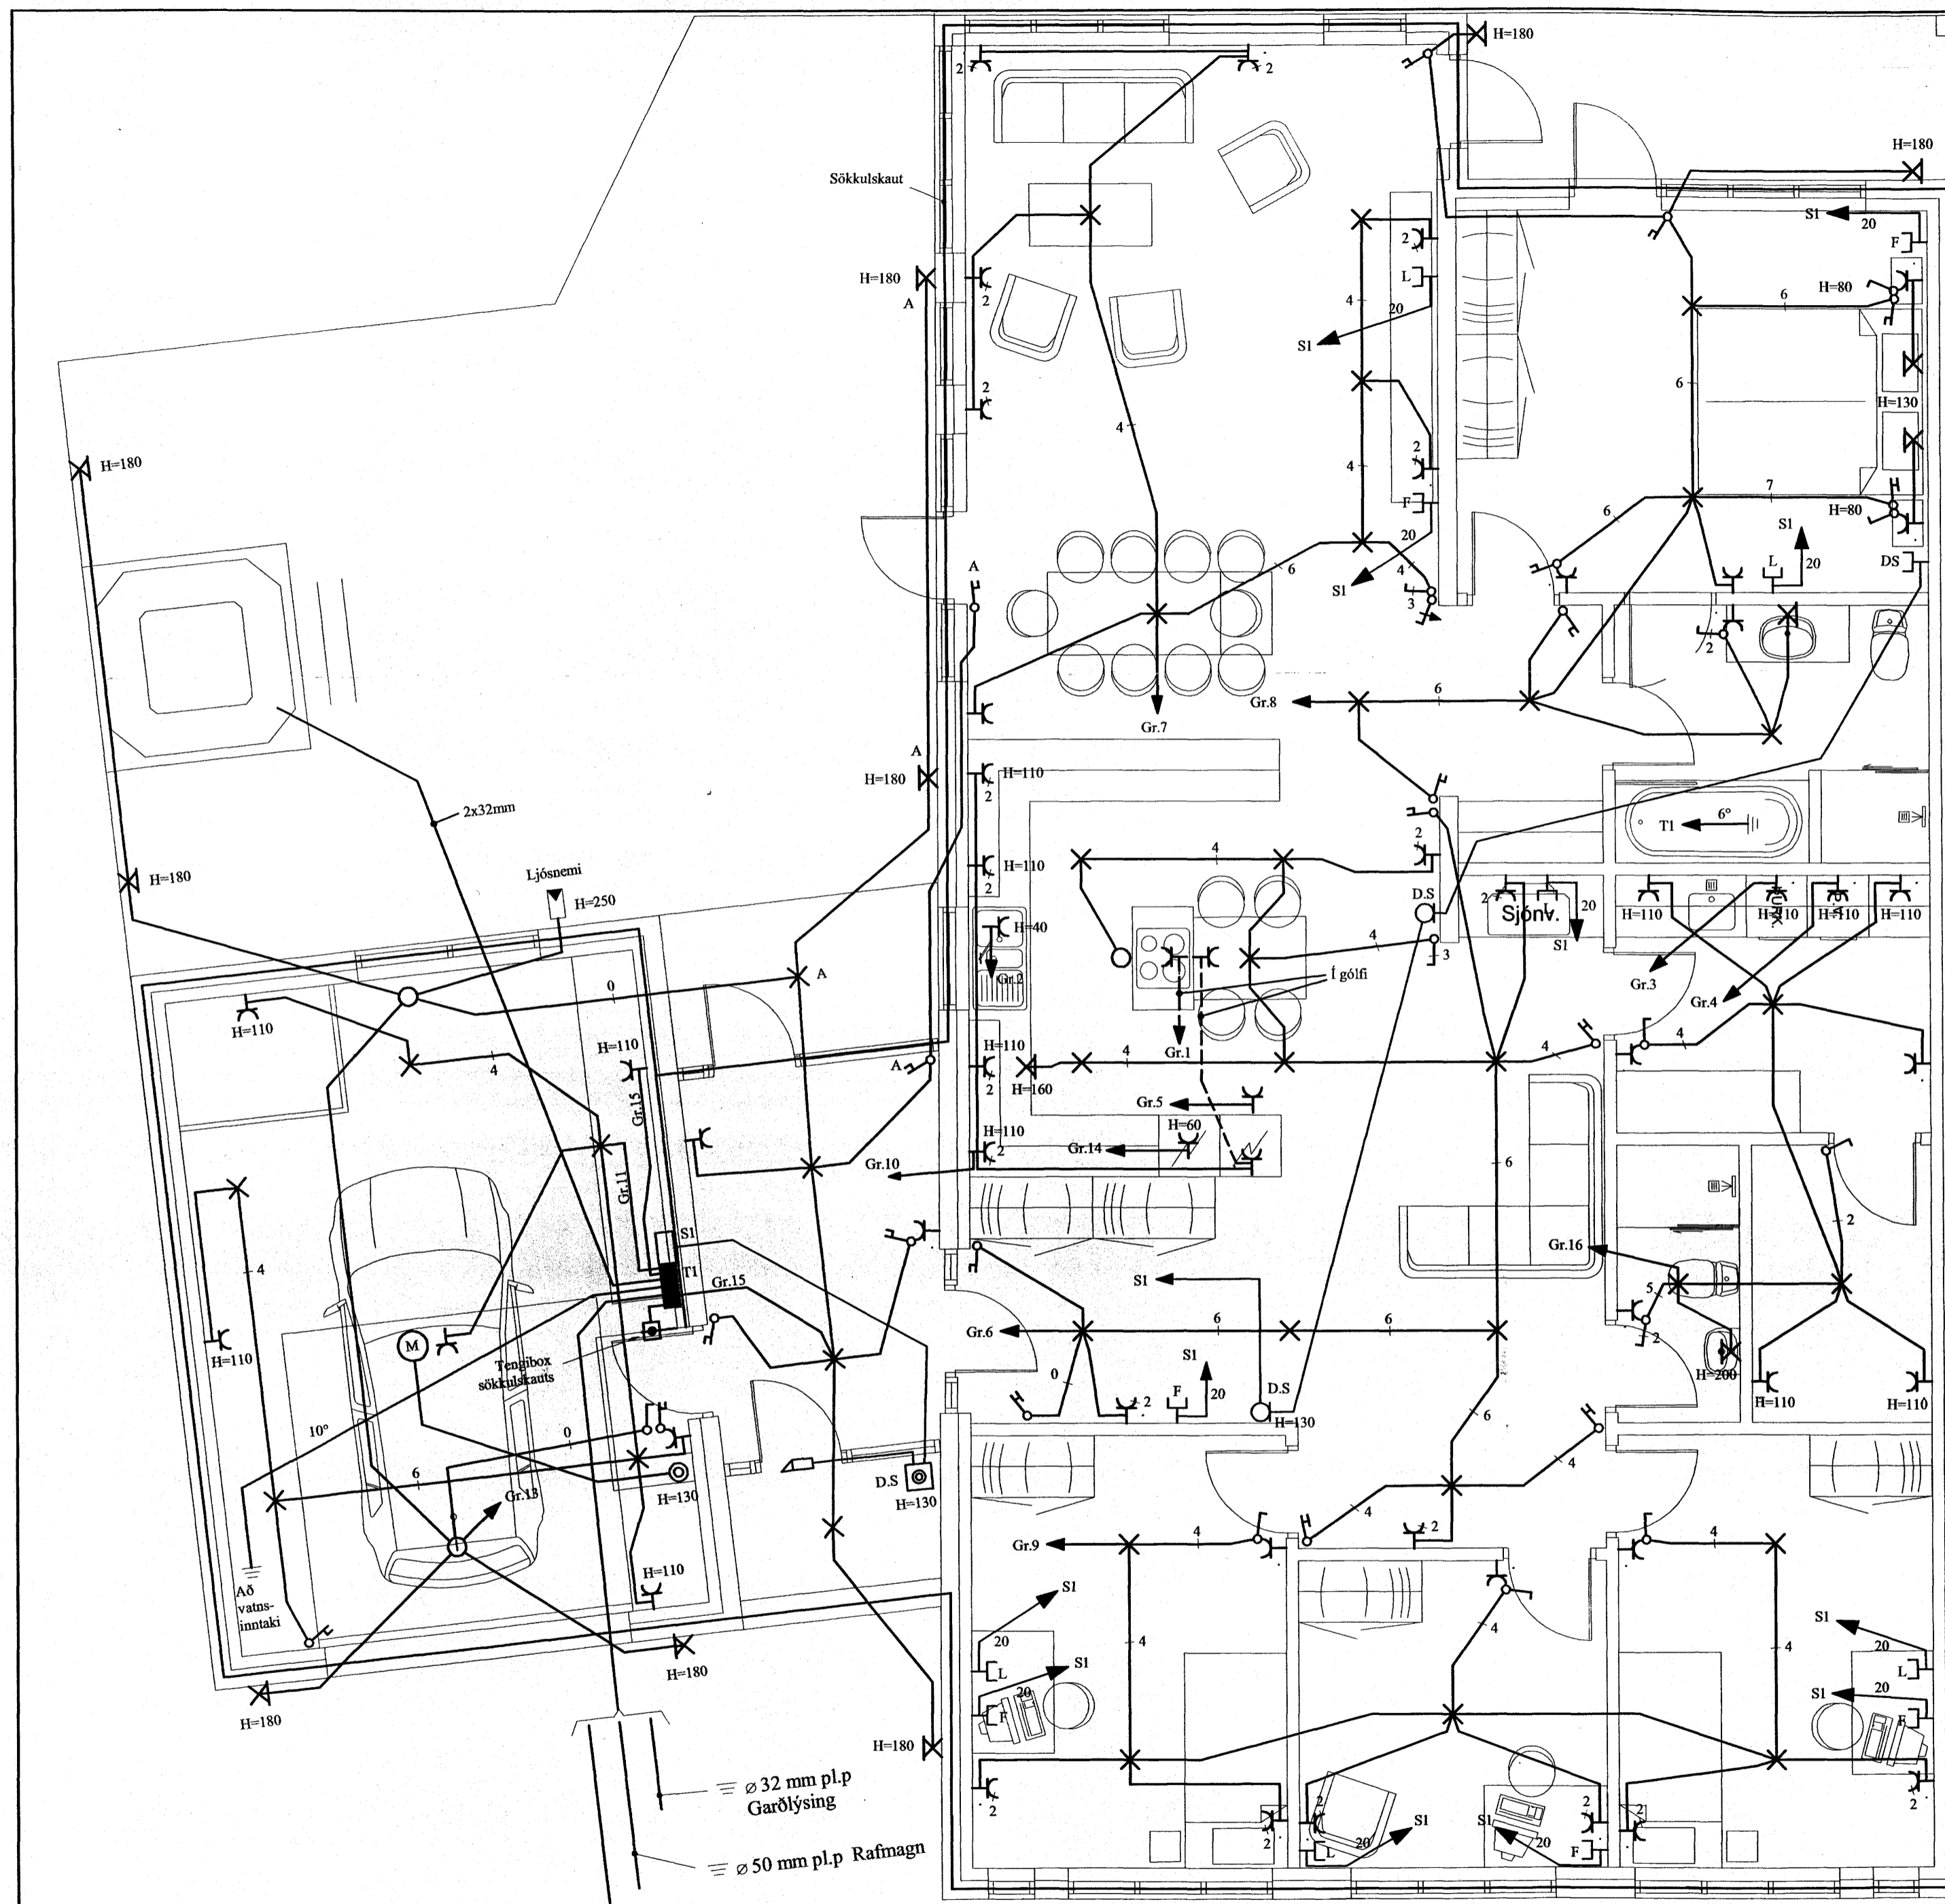 H=180
2
2
H=180
Sökkulskaut
S1
20
F
2
H=180
A
2
L
4
20
S1
H=80
6
6
2
4
H=130
4
2
H=180
F
7
6
H=80
S1
20
L
DS
20
4
3
S1
6
A
2
Gr.8
6
Gr.7
A
H=180
H=110
2
2x32mm
T1
6°
4
2
H=110
2
Ljósnemi
H=250
H=180
D.S
2
Sjónv.
20
S1
H=110
H=110
H=110
H=110
H=40
4
3
Gr.2
Í gólfi
Gr.3
Gr.4
A
0
H=110
4
H=110
Gr.15
Gr.1
H=110
2
H=160
4
4
4
A
Gr.5
H=60
Gr.14
H=110
2
Gr.10
Gr.11
6
2
4
S1
T1
Gr.15
S1
Gr.16
5
2
Gr.6
6
6
M
H=110
Tengibox
sökkulskauts
H=200
H=110
H=110
0
S1
F
20
2
D.S
H=130
6
10°
0
6
Gr.13
H=130
D.S
H=130
4
4
2
Gr.9
4
4
H=110
Að
vatns-
inntaki
S1
20
L
4
4
S1
20
L
4
S1
20
F
S1
20
F
H=180
H=180
H=180
2
2
2
2
2
2
S1
20
L
S1
20
F
⌀ 32 mm pl.p
Garðlýsing
⌀ 50 mm pl.p Rafmagn